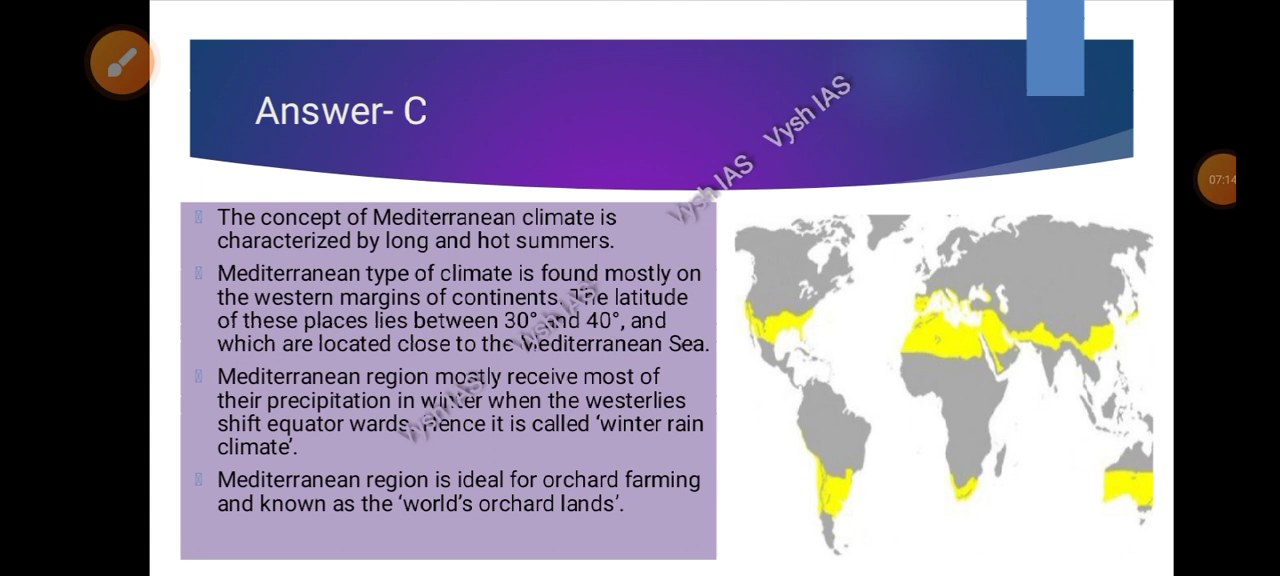 Answer- C
Vysh IAS
Vysh IAS
07:14
The concept of Mediterranean climate is
characterized by long and hot summers.
Mediterranean type of climate is found mostly on
the western margins of continents. The latitude
of these places lies between 30° and 40°, and
which are located close to the Mediterranean Sea.
Vysh IAS
Mediterranean region mostly receive most of
their precipitation in winter when the westerlies
shift equator wards. Hence it is called ‘winter rain
climate’.
Vysh IAS
Mediterranean region is ideal for orchard farming
and known as the ‘world’s orchard lands’.